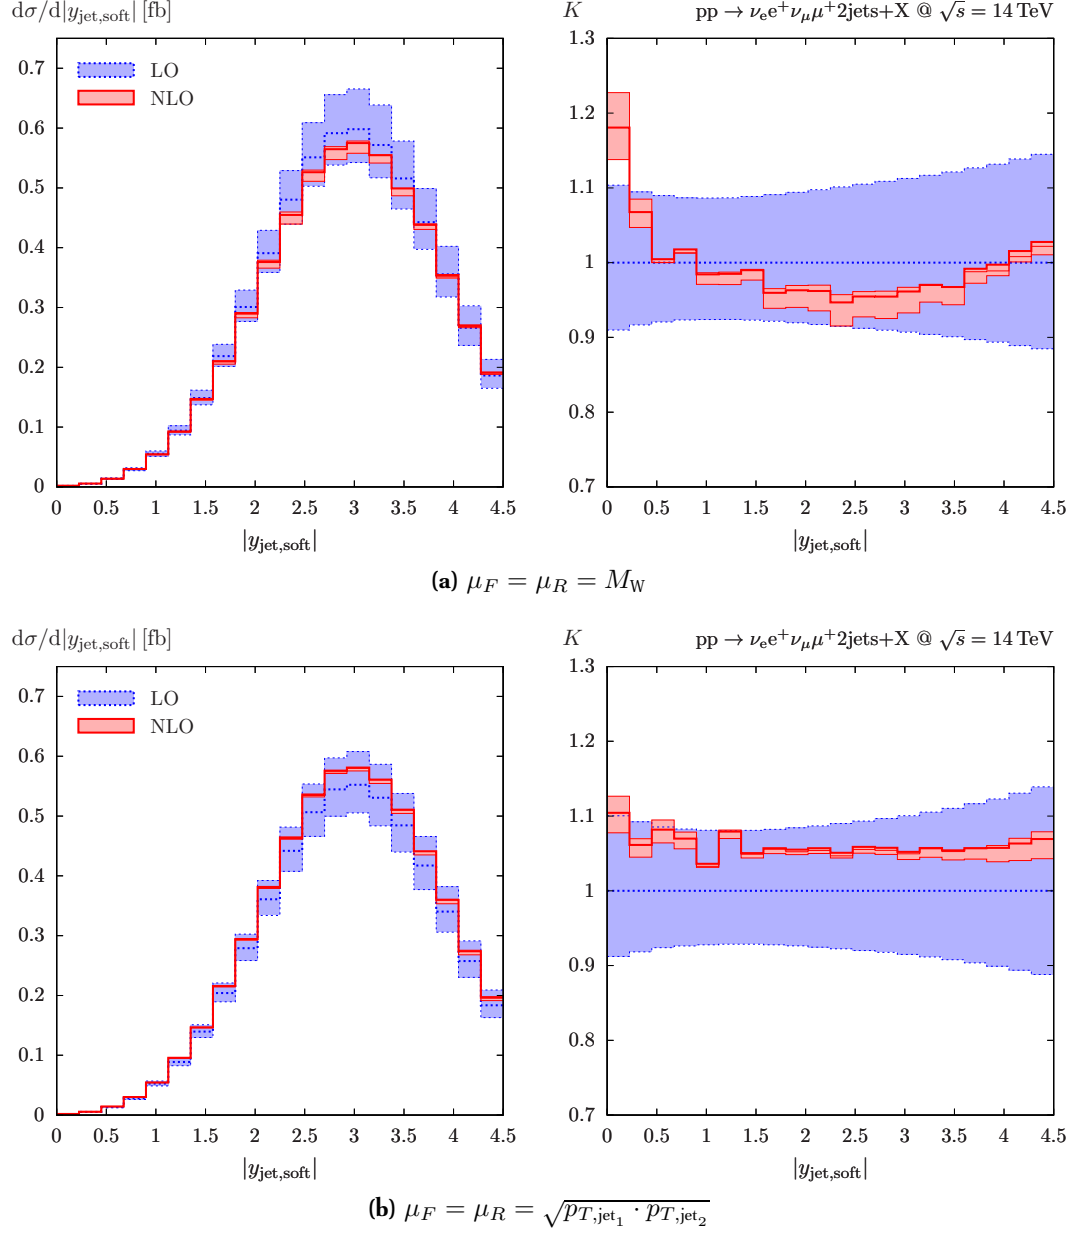 dσ/d|y_jet,soft| [fb]
K
pp → ν_e e⁺ ν_μ μ⁺ 2jets+X @ √s = 14 TeV
0.7
0.6
0.5
0.4
0.3
0.2
0.1
0
LO
NLO
0 0.5 1 1.5 2 2.5 3 3.5 4 4.5
|y_jet,soft|
1.3
1.2
1.1
1
0.9
0.8
0.7
0 0.5 1 1.5 2 2.5 3 3.5 4 4.5
|y_jet,soft|
(a) μ_F = μ_R = M_W
dσ/d|y_jet,soft| [fb]
K
pp → ν_e e⁺ ν_μ μ⁺ 2jets+X @ √s = 14 TeV
0.7
0.6
0.5
0.4
0.3
0.2
0.1
0
LO
NLO
0 0.5 1 1.5 2 2.5 3 3.5 4 4.5
|y_jet,soft|
1.3
1.2
1.1
1
0.9
0.8
0.7
0 0.5 1 1.5 2 2.5 3 3.5 4 4.5
|y_jet,soft|
(b) μ_F = μ_R = √(p_T,jet₁ · p_T,jet₂)